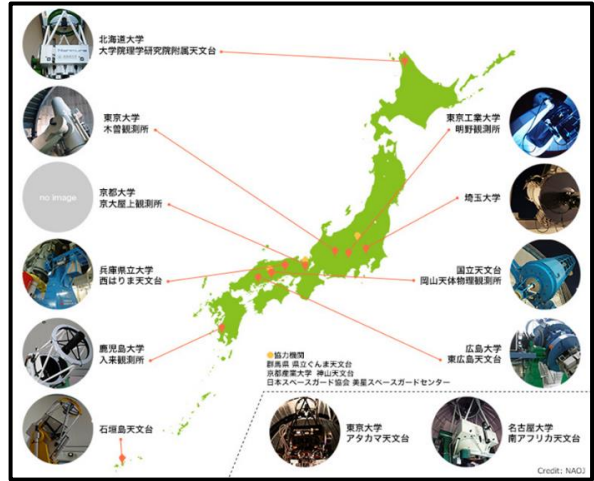 北海道大学
大学院理学研究院附属天文台
東京大学
木曽観測所
東京工業大学
明野観測所
no image
京都大学
京大屋上観測所
埼玉大学
兵庫県立大学
西はりま天文台
国立天文台
岡山天体物理観測所
鹿児島大学
入来観測所
広島大学
東広島天文台
協力機関
群馬県 県立ぐんま天文台
京都産業大学 神山天文台
日本スペースガード協会 美星スペースガードセンター
石垣島天文台
東京大学
アタカマ天文台
名古屋大学
南アフリカ天文台
Credit: NAOJ